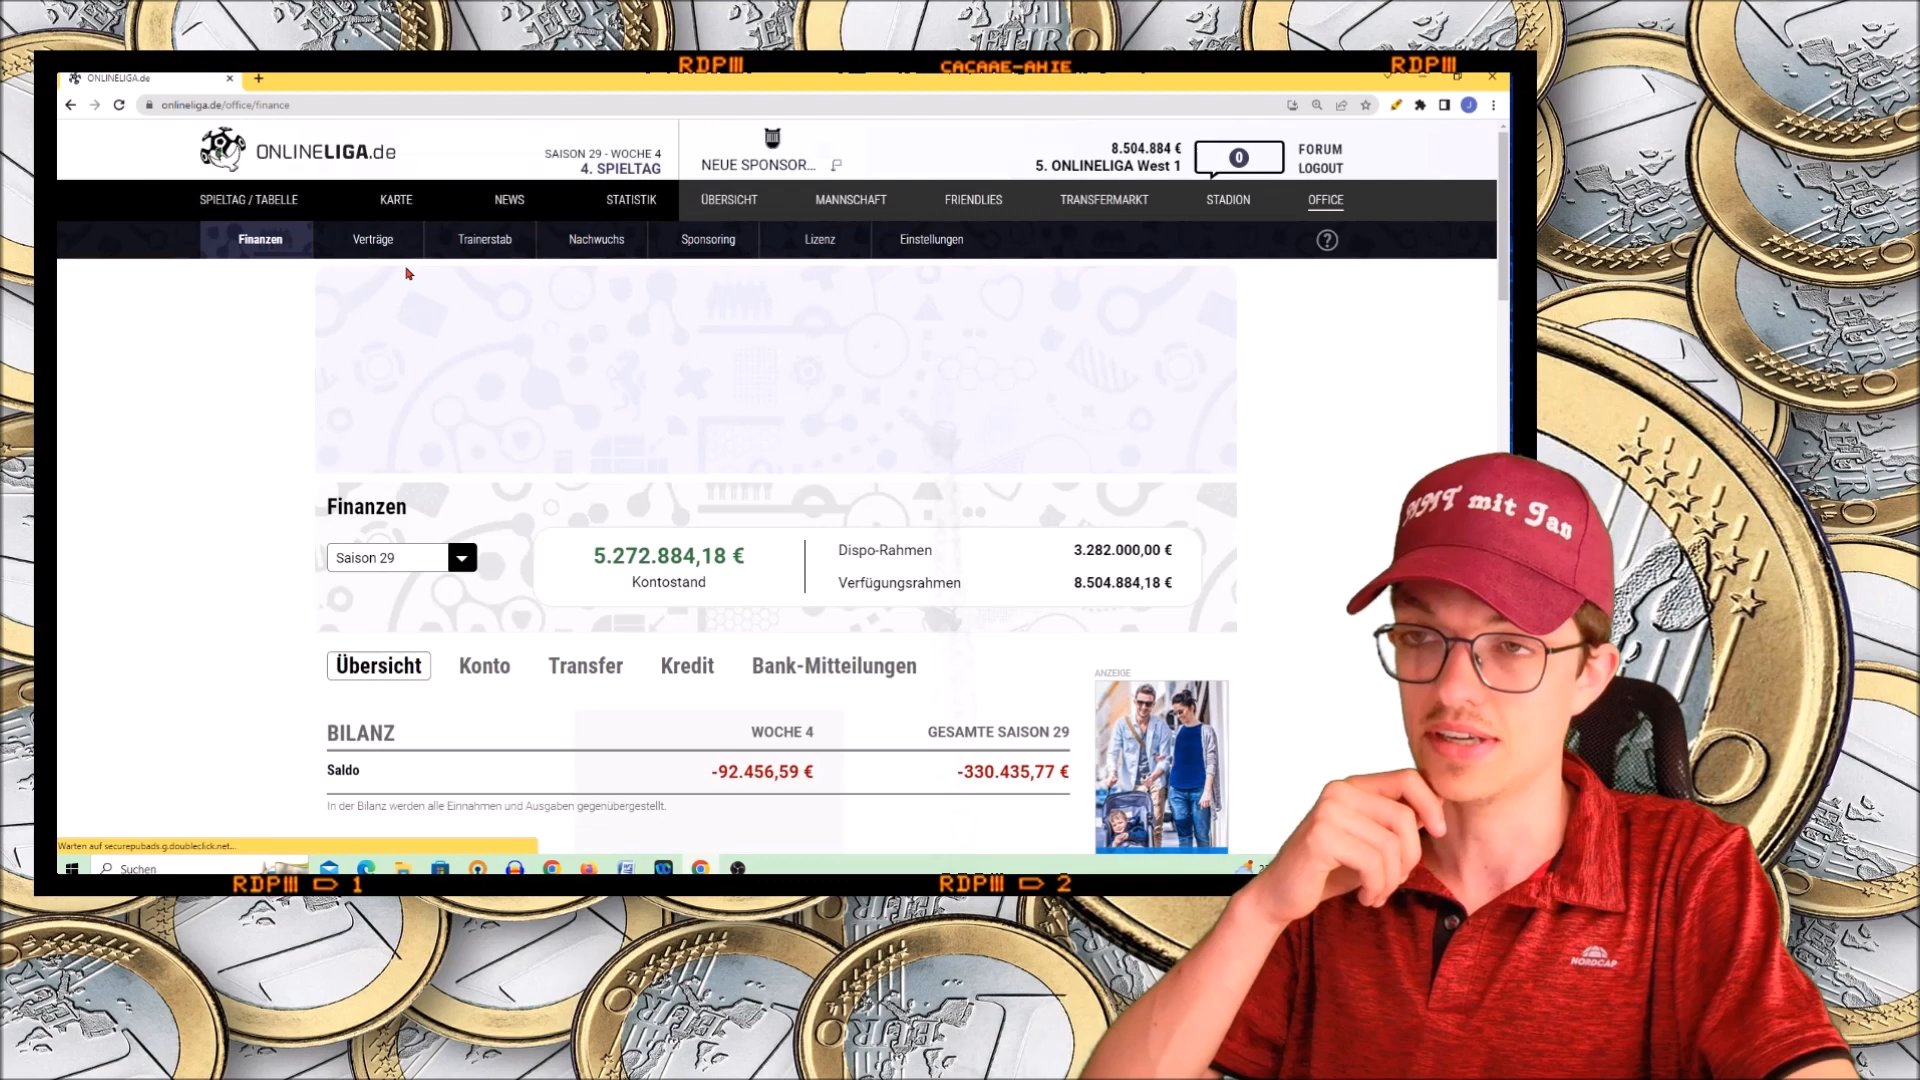 RDPIII CACAAE-AHIE RDPIII
ONLINELIGA.de
onlineliga.de/office/finance
ONLINELIGA.de
SAISON 29 - WOCHE 4
4. SPIELTAG
NEUE SPONSOR...
8.504.884 €
5. ONLINELIGA West 1
0
FORUM
LOGOUT
SPIELTAG / TABELLE KARTE NEWS STATISTIK ÜBERSICHT MANNSCHAFT FRIENDLIES TRANSFERMARKT STADION OFFICE
Finanzen Verträge Trainerstab Nachwuchs Sponsoring Lizenz Einstellungen ?
Finanzen
Saison 29
5.272.884,18 €
Kontostand
Dispo-Rahmen 3.282.000,00 €
Verfügungsrahmen 8.504.884,18 €
Übersicht Konto Transfer Kredit Bank-Mitteilungen
ANZEIGE
BILANZ WOCHE 4 GESAMTE SAISON 29
Saldo -92.456,59 € -330.435,77 €
In der Bilanz werden alle Einnahmen und Ausgaben gegenübergestellt.
Warten auf securepubads.g.doubleclick.net...
Suchen
RDPIII 1 RDPIII 2
mit Jan
NORDCAP